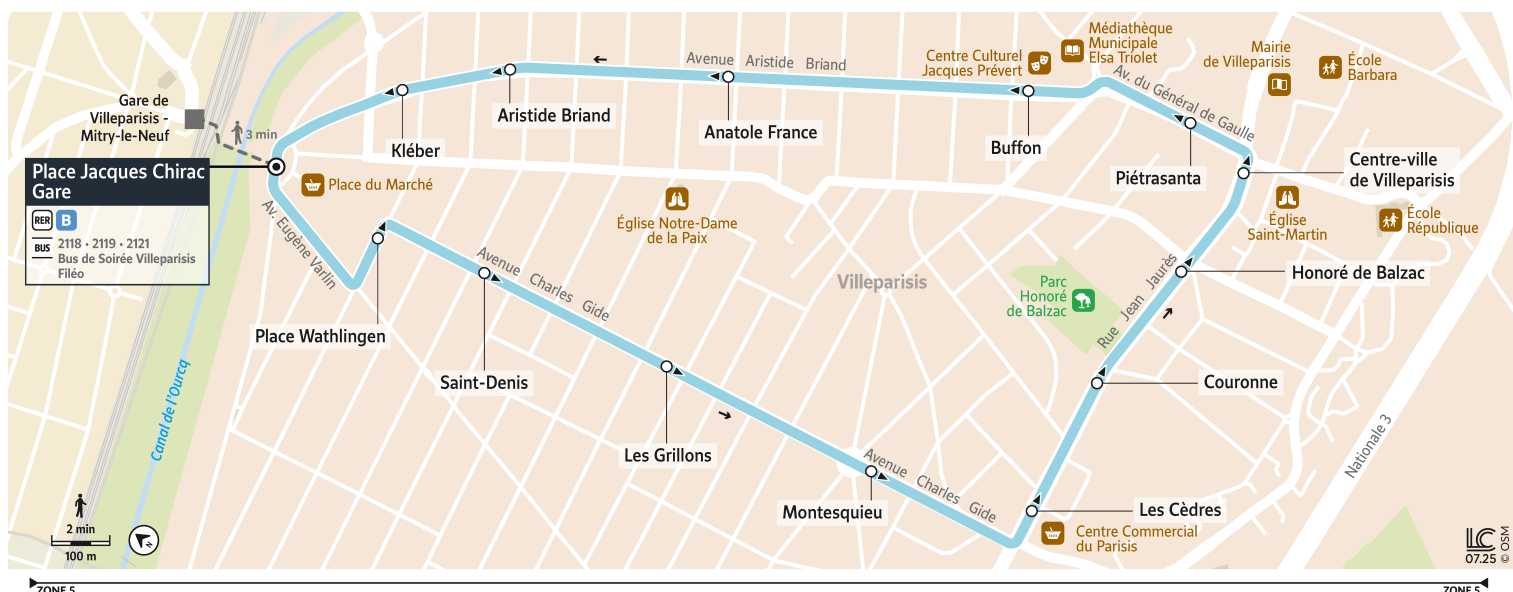 Gare de
Villeparisis -
Mitry-le-Neuf
3 min
Place Jacques Chirac
Gare
RER B
BUS 2118 • 2119 • 2121
Bus de Soirée Villeparisis
Filéo
Place du Marché
Kléber
Aristide Briand
Avenue Aristide Briand
Anatole France
Centre Culturel
Jacques Prévert
Médiathèque
Municipale
Elsa Triolet
Buffon
Av. du Général de Gaulle
Piétrasanta
Mairie
de Villeparisis
École
Barbara
Centre-ville
de Villeparisis
Église
Saint-Martin
École
République
Honoré de Balzac
Rue Jean Jaurès
Parc
Honoré
de Balzac
Couronne
Les Cèdres
Centre Commercial
du Parisis
Nationale 3
Villeparisis
Église Notre-Dame
de la Paix
Av. Eugène Varlin
Place Wathlingen
Avenue Charles Gide
Saint-Denis
Les Grillons
Montesquieu
Avenue Charles Gide
Canal de l'Ourcq
2 min
100 m
LC
07.25
© OSM
ZONE 5
ZONE 5